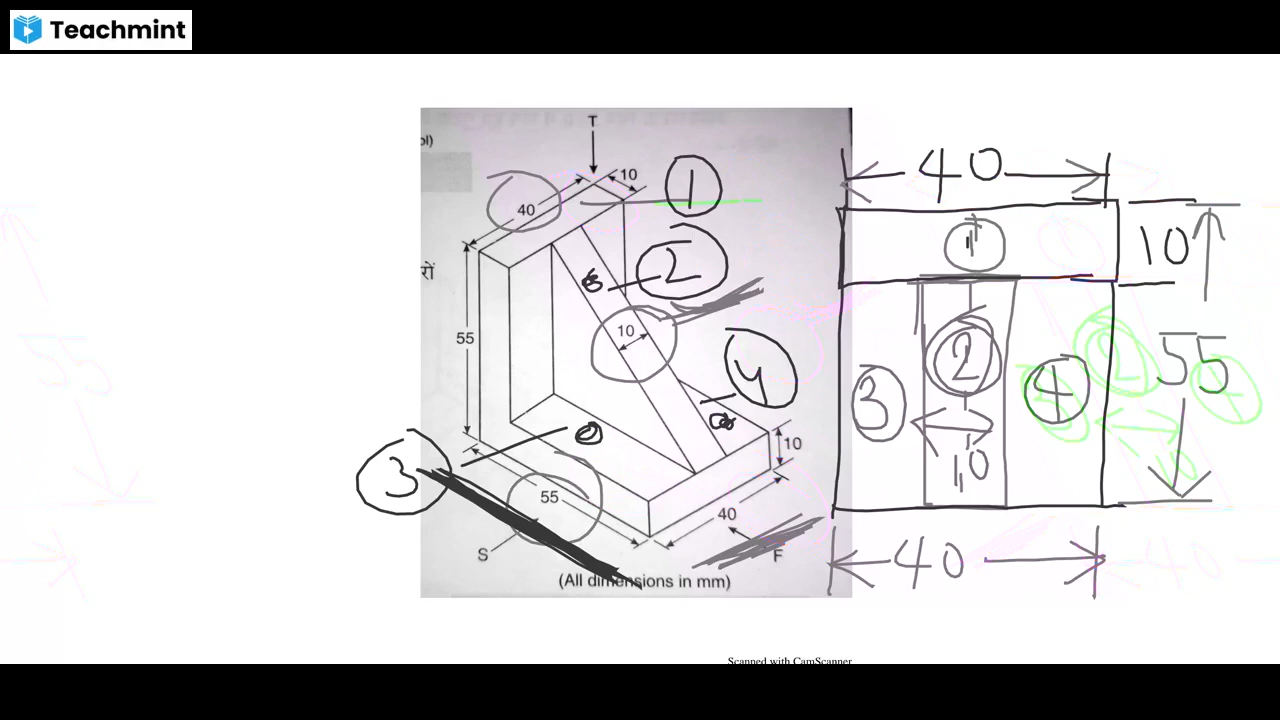 Teachmint
ol)
T
10
40
1
रों
2
55
10
4
3
10
55
40
S
F
(All dimensions in mm)
Scanned with CamScanner
40
1
10
2
3
4
55
10
40